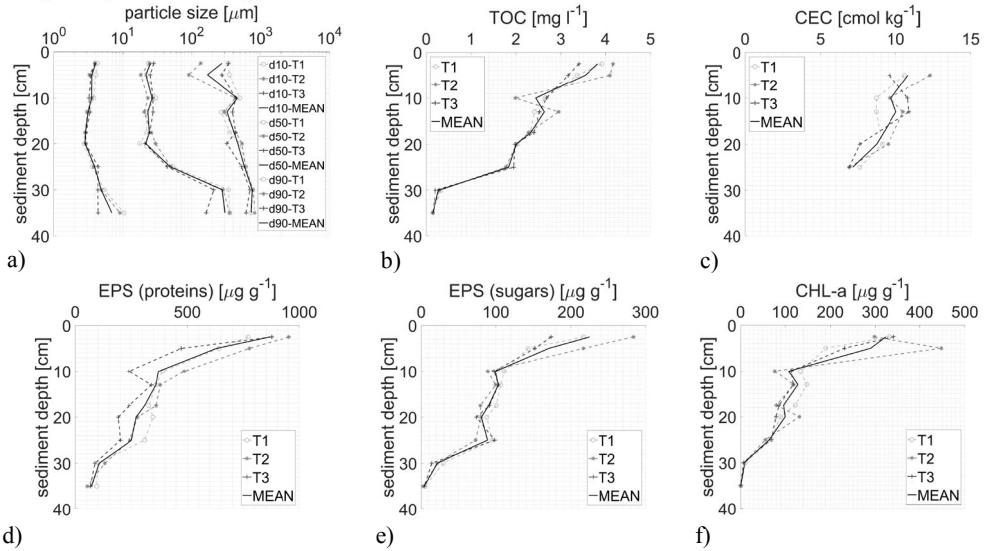 particle size [μm]
10⁰ 10¹ 10² 10³ 10⁴
sediment depth [cm]
0
10
20
30
40
d10-T1
d10-T2
d10-T3
d10-MEAN
d50-T1
d50-T2
d50-T3
d50-MEAN
d90-T1
d90-T2
d90-T3
d90-MEAN
a)
TOC [mg l⁻¹]
0 1 2 3 4 5
sediment depth [cm]
0
10
20
30
40
T1
T2
T3
MEAN
b)
CEC [cmol kg⁻¹]
0 5 10 15
sediment depth [cm]
0
10
20
30
40
T1
T2
T3
MEAN
c)
EPS (proteins) [μg g⁻¹]
0 500 1000
sediment depth [cm]
0
10
20
30
40
T1
T2
T3
MEAN
d)
EPS (sugars) [μg g⁻¹]
0 100 200 300
sediment depth [cm]
0
10
20
30
40
T1
T2
T3
MEAN
e)
CHL-a [μg g⁻¹]
0 100 200 300 400 500
sediment depth [cm]
0
10
20
30
40
T1
T2
T3
MEAN
f)